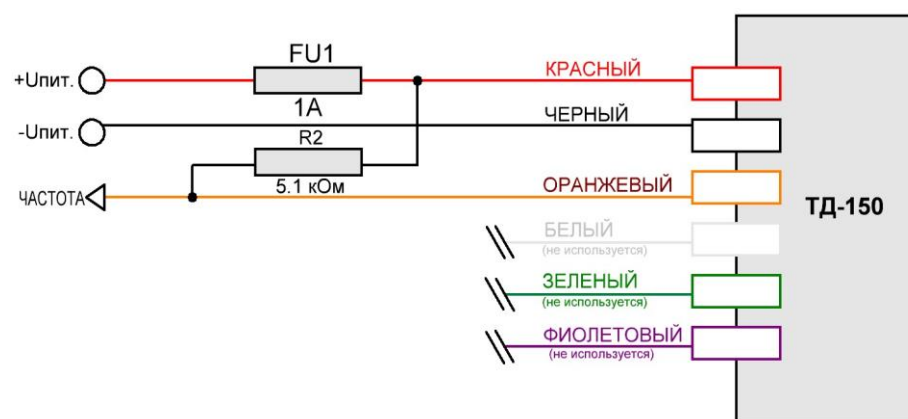 FU1
+Uпит.
КРАСНЫЙ
1А
-Uпит.
ЧЕРНЫЙ
R2
5.1 кОм
ЧАСТОТА
ОРАНЖЕВЫЙ
ТД-150
БЕЛЫЙ
(не используется)
ЗЕЛЕНЫЙ
(не используется)
ФИОЛЕТОВЫЙ
(не используется)